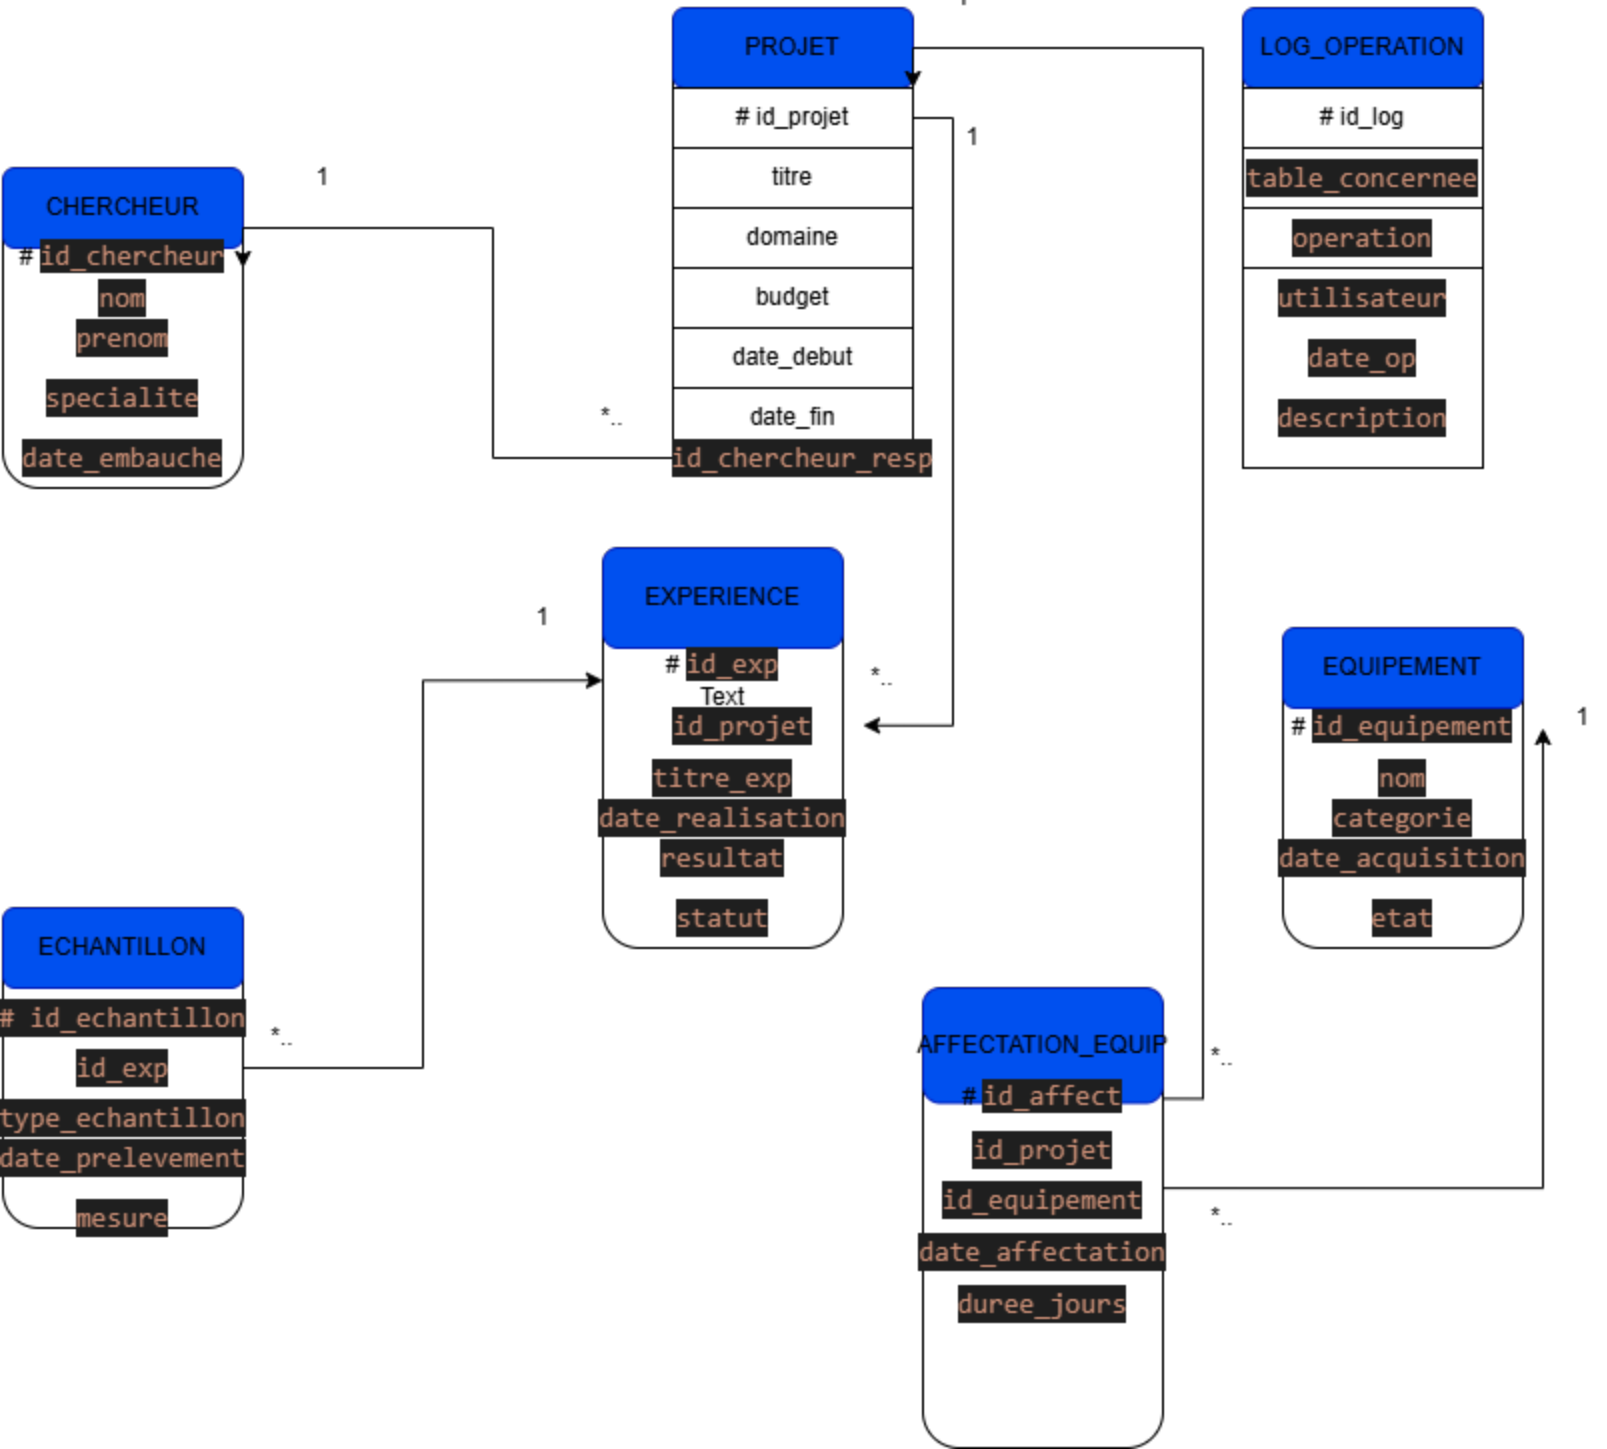 PROJET
# id_projet
titre
domaine
budget
date_debut
date_fin
id_chercheur_resp
1
LOG_OPERATION
# id_log
table_concernee
operation
utilisateur
date_op
description
CHERCHEUR
# id_chercheur
nom
prenom
specialite
date_embauche
1
*..
EXPERIENCE
# id_exp
Text
id_projet
titre_exp
date_realisation
resultat
statut
1
*..
EQUIPEMENT
# id_equipement
nom
categorie
date_acquisition
etat
1
ECHANTILLON
# id_echantillon
id_exp
type_echantillon
date_prelevement
mesure
*..
AFFECTATION_EQUIP
# id_affect
id_projet
id_equipement
date_affectation
duree_jours
*..
*..